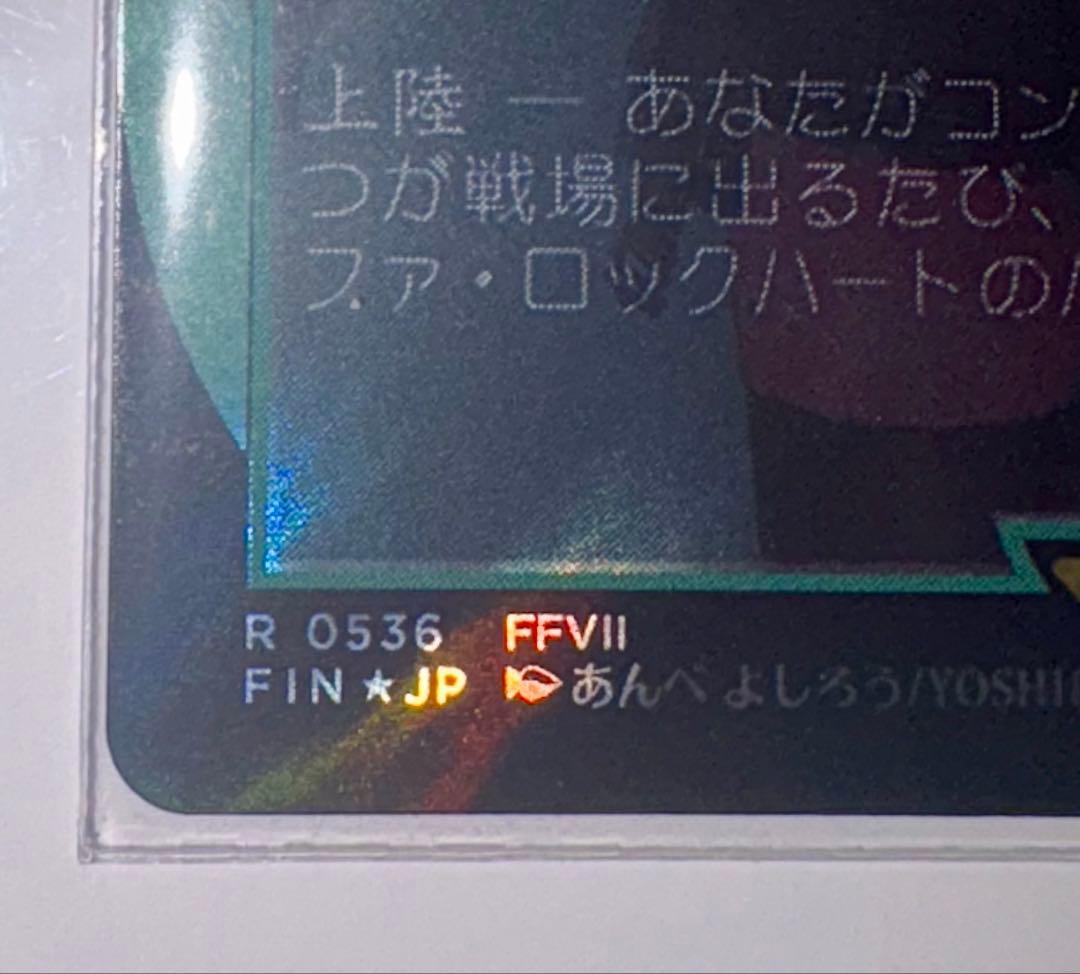 上陸 ― あなたがコン
つが戦場に出るたび、
ファ・ロックハートの
R 0536 FFVII
FIN★JP あんべ よしろう/YOSHI